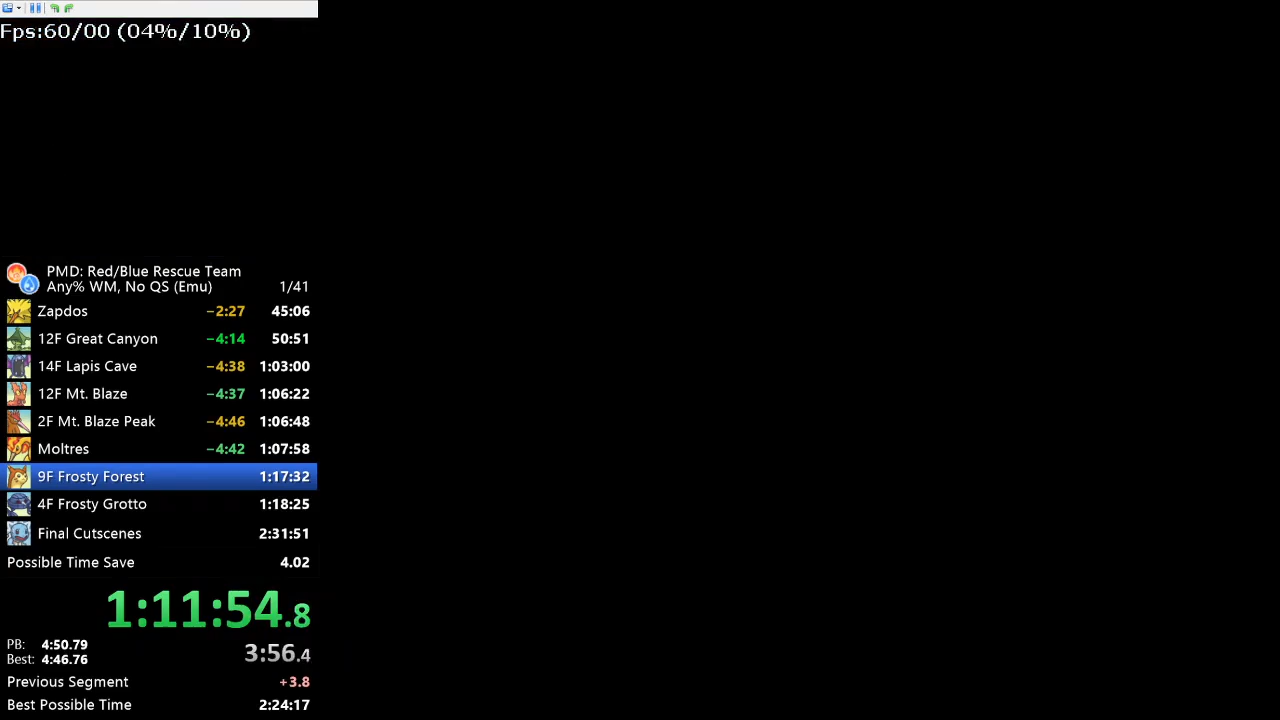 Fps:60/00 (04%/10%)
PMD: Red/Blue Rescue Team
Any% WM, No QS (Emu) 1/41
Zapdos −2:27 45:06
12F Great Canyon −4:14 50:51
14F Lapis Cave −4:38 1:03:00
12F Mt. Blaze −4:37 1:06:22
2F Mt. Blaze Peak −4:46 1:06:48
Moltres −4:42 1:07:58
9F Frosty Forest 1:17:32
4F Frosty Grotto 1:18:25
Final Cutscenes 2:31:51
Possible Time Save 4.02
1:11:54.8
PB: 4:50.79
Best: 4:46.76
3:56.4
Previous Segment +3.8
Best Possible Time 2:24:17